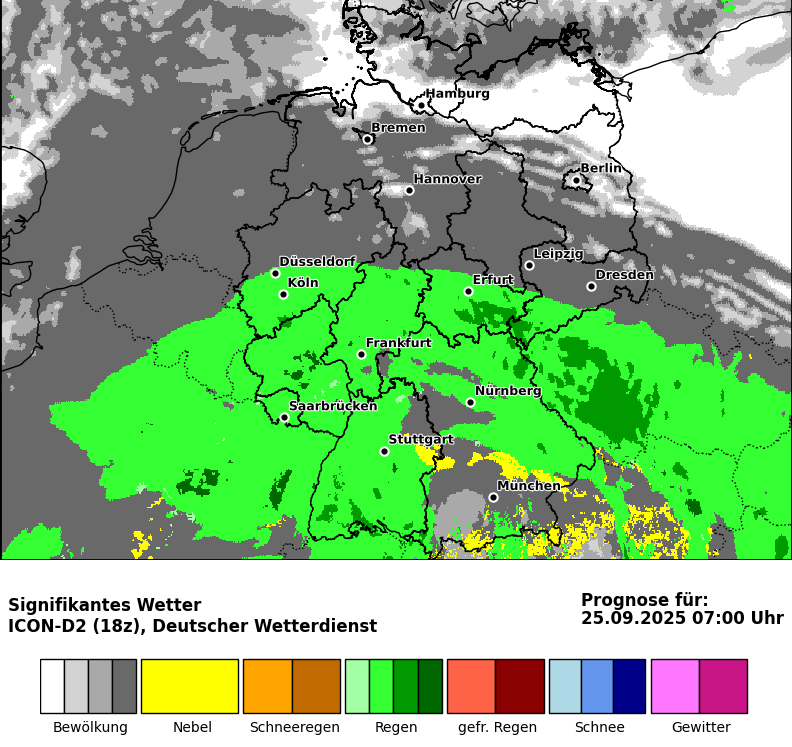 Hamburg
Bremen
Berlin
Hannover
Leipzig
Düsseldorf
Dresden
Köln
Erfurt
Frankfurt
Nürnberg
Saarbrücken
Stuttgart
München
Signifikantes Wetter
ICON-D2 (18z), Deutscher Wetterdienst
Prognose für:
25.09.2025 07:00 Uhr
Bewölkung Nebel Schneeregen Regen gefr. Regen Schnee Gewitter